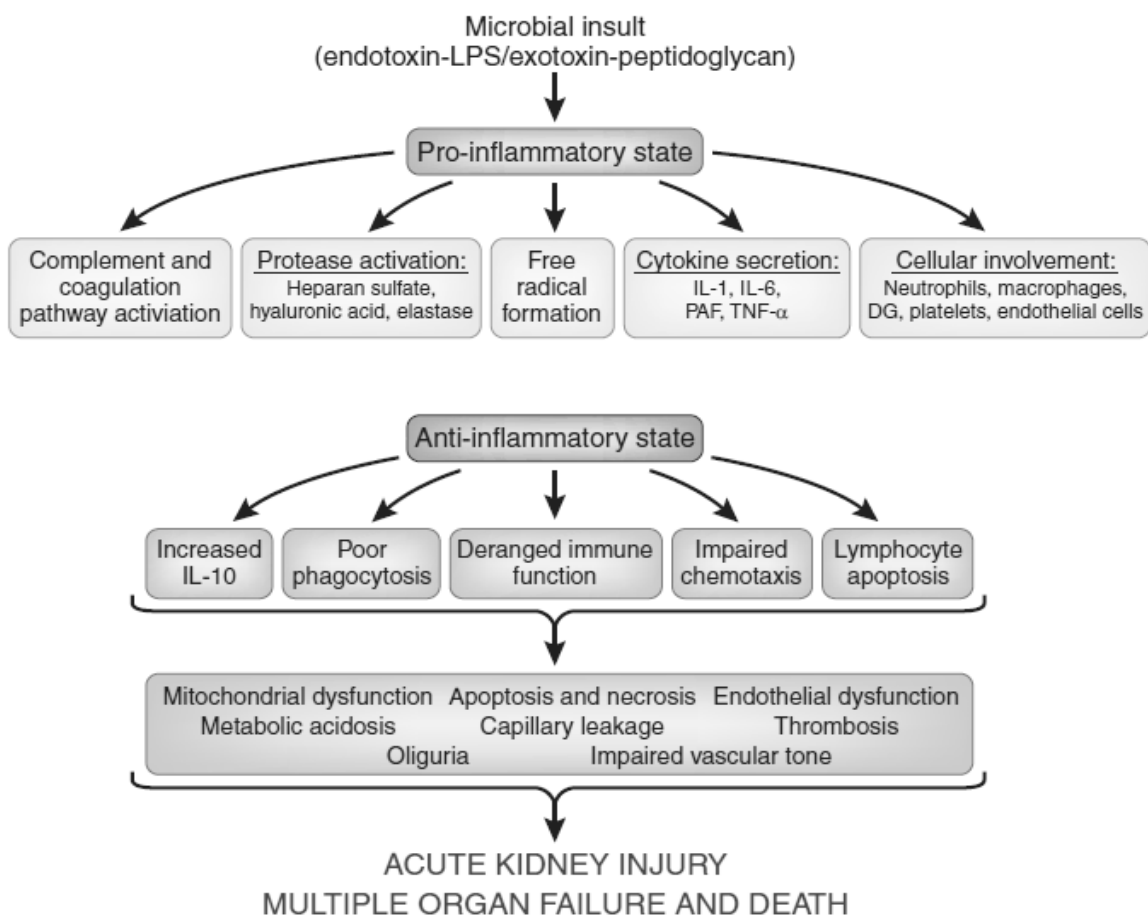 Microbial insult
(endotoxin-LPS/exotoxin-peptidoglycan)
Pro-inflammatory state
Complement and
coagulation
pathway activiation
Protease activation:
Heparan sulfate,
hyaluronic acid, elastase
Free
radical
formation
Cytokine secretion:
IL-1, IL-6,
PAF, TNF-α
Cellular involvement:
Neutrophils, macrophages,
DG, platelets, endothelial cells
Anti-inflammatory state
Increased
IL-10
Poor
phagocytosis
Deranged immune
function
Impaired
chemotaxis
Lymphocyte
apoptosis
Mitochondrial dysfunction Apoptosis and necrosis Endothelial dysfunction
Metabolic acidosis Capillary leakage Thrombosis
Oliguria Impaired vascular tone
ACUTE KIDNEY INJURY
MULTIPLE ORGAN FAILURE AND DEATH